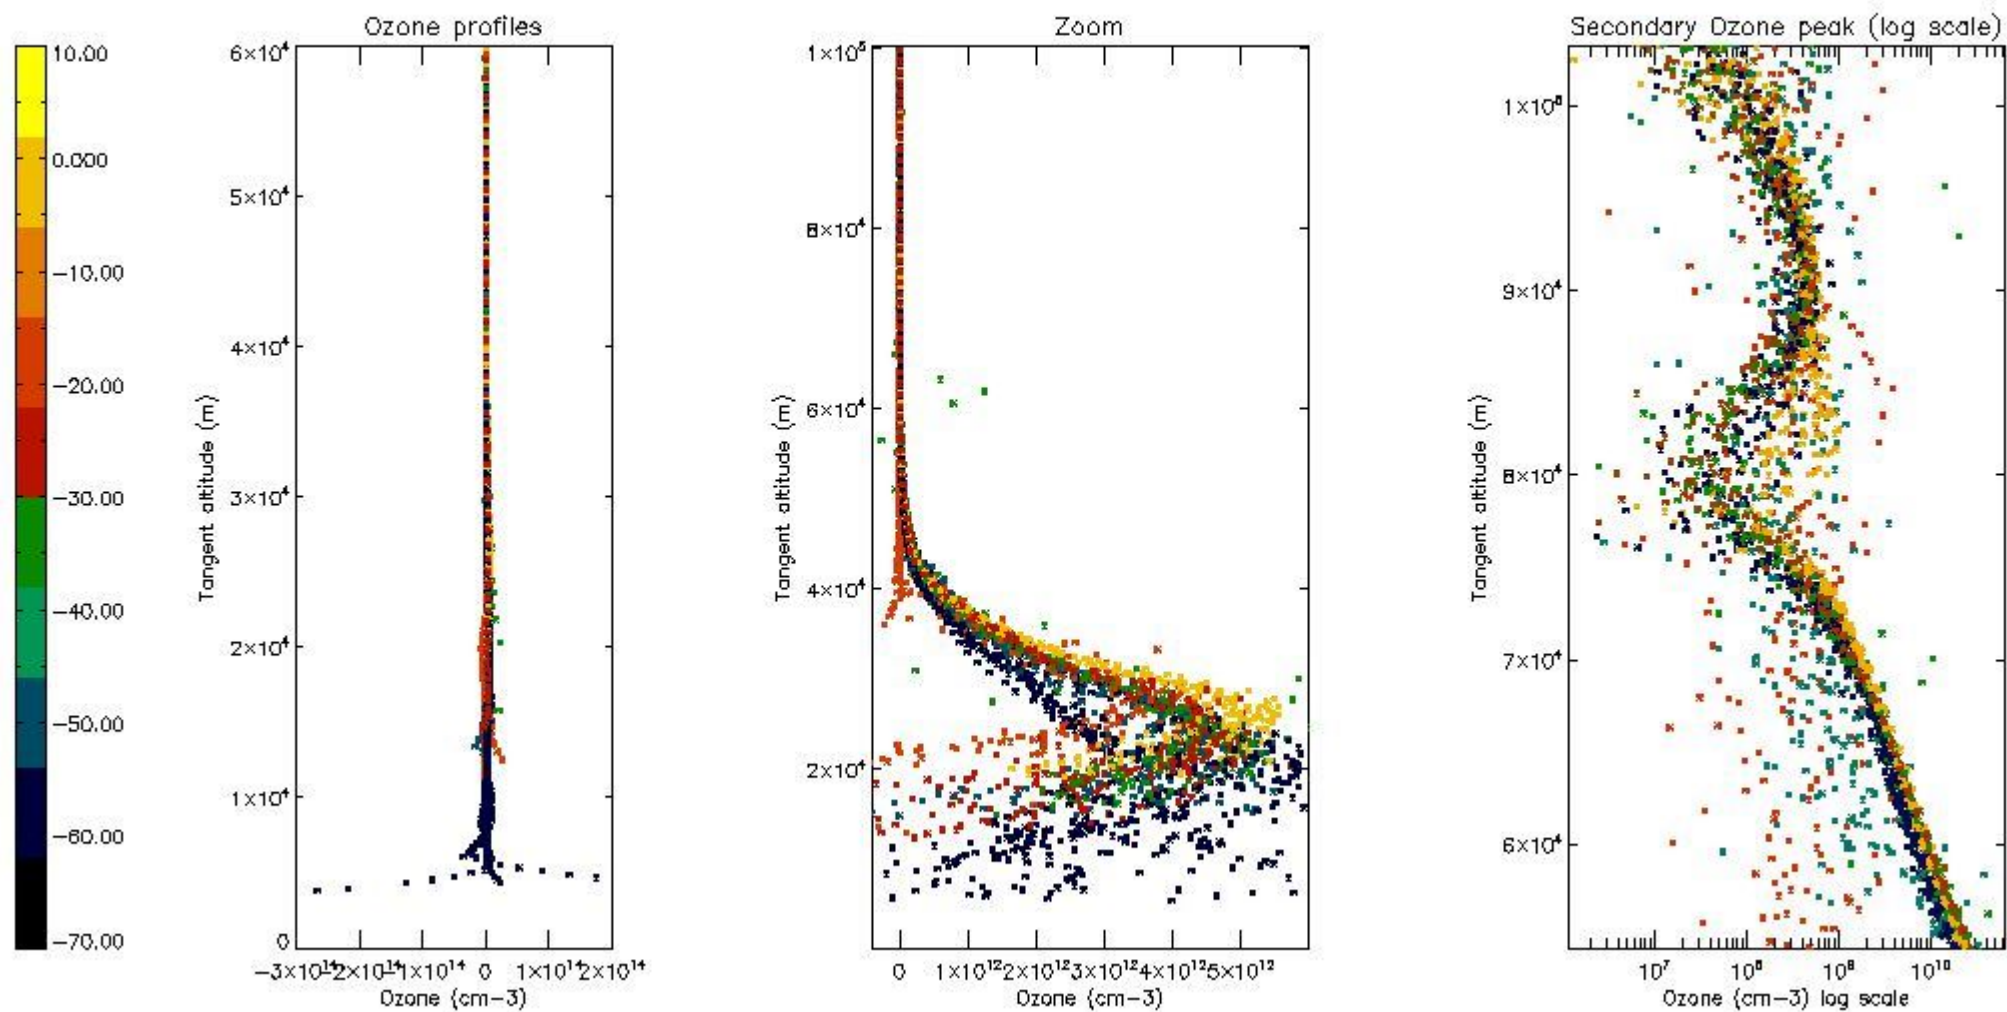 Ozone profiles
Zoom
Secondary Ozone peak (log scale)
10.00
0.000
−10.00
−20.00
−30.00
−40.00
−50.00
−60.00
−70.00
6×10⁴
5×10⁴
4×10⁴
3×10⁴
2×10⁴
1×10⁴
0
Tangent altitude (m)
−3×10¹⁴ −2×10¹⁴ −1×10¹⁴ 0 1×10¹⁴ 2×10¹⁴
Ozone (cm−3)
1×10⁵
8×10⁴
6×10⁴
4×10⁴
2×10⁴
Tangent altitude (m)
0 1×10¹² 2×10¹² 3×10¹² 4×10¹² 5×10¹²
Ozone (cm−3)
1×10⁵
9×10⁴
8×10⁴
7×10⁴
6×10⁴
Tangent altitude (m)
10⁷ 10⁸ 10⁹ 10¹⁰
Ozone (cm−3) log scale